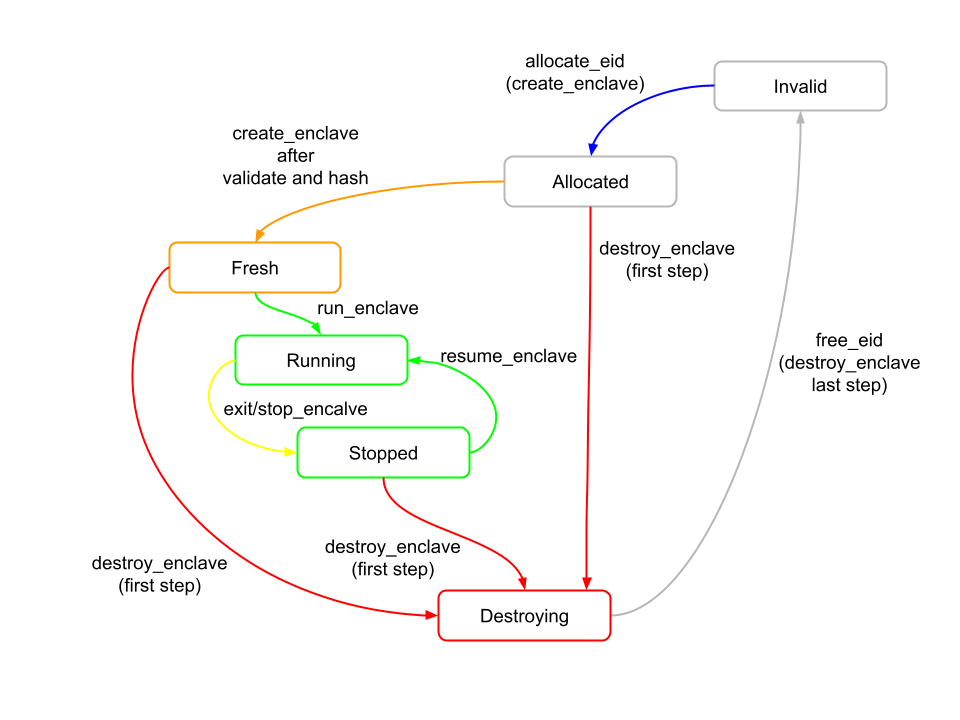 allocate_eid
(create_enclave)
Invalid
create_enclave
after
validate and hash
Allocated
destroy_enclave
(first step)
Fresh
run_enclave
Running
resume_enclave
free_eid
(destroy_enclave
last step)
exit/stop_encalve
Stopped
destroy_enclave
(first step)
destroy_enclave
(first step)
Destroying